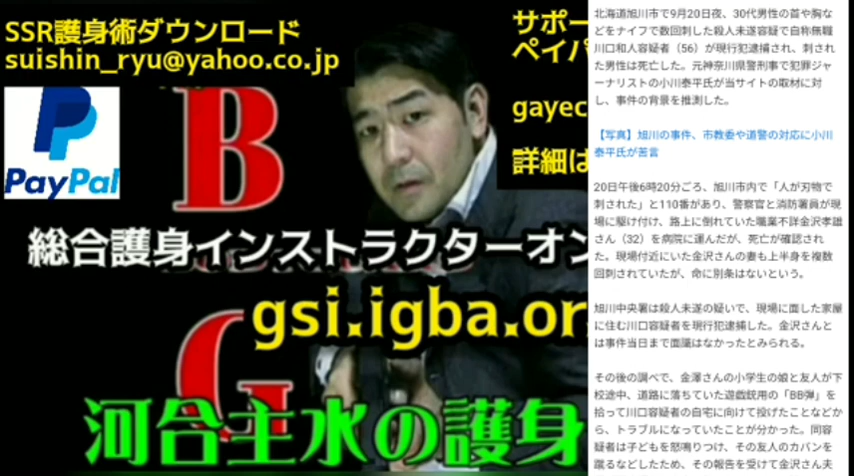 SSR護身術ダウンロード
suishin_ryu@yahoo.co.jp
PayPal
サポー
ペイパ
gayec
詳細は
B
総合護身インストラクターオン
gsi.igba.or
G
河合主水の護身
北海道旭川市で9月20日夜、30代男性の首や胸な
どをナイフで数回刺した殺人未遂容疑で自称無職
川口和人容疑者（56）が現行犯逮捕され、刺され
た男性は死亡した。元神奈川県警刑事で犯罪ジャ
ーナリストの小川泰平氏が当サイトの取材に対
し、事件の背景を推測した。
【写真】旭川の事件、市教委や道警の対応に小川
泰平氏が苦言
20日午後6時20分ごろ、旭川市内で「人が刃物で
刺された」と110番があり、警察官と消防署員が現
場に駆け付け、路上に倒れていた職業不詳金沢孝雄
さん（32）を病院に運んだが、死亡が確認され
た。現場付近にいた金沢さんの妻も上半身を複数
回刺されていたが、命に別条はないという。
旭川中央署は殺人未遂の疑いで、現場に面した家屋
に住む川口容疑者を現行犯逮捕した。金沢さんと
は事件当日まで面識はなかったとみられる。
その後の調べで、金澤さんの小学生の娘と友人が下
校途中、道路に落ちていた遊戯銃用の「BB弾」を
拾って川口容疑者の自宅に向けて投げたことなどか
ら、トラブルになっていたことが分かった。同容
疑者は子どもを怒鳴りつけ、その友人のカバンを
蹴るなどしたため、その報告を受けて金沢さん夫